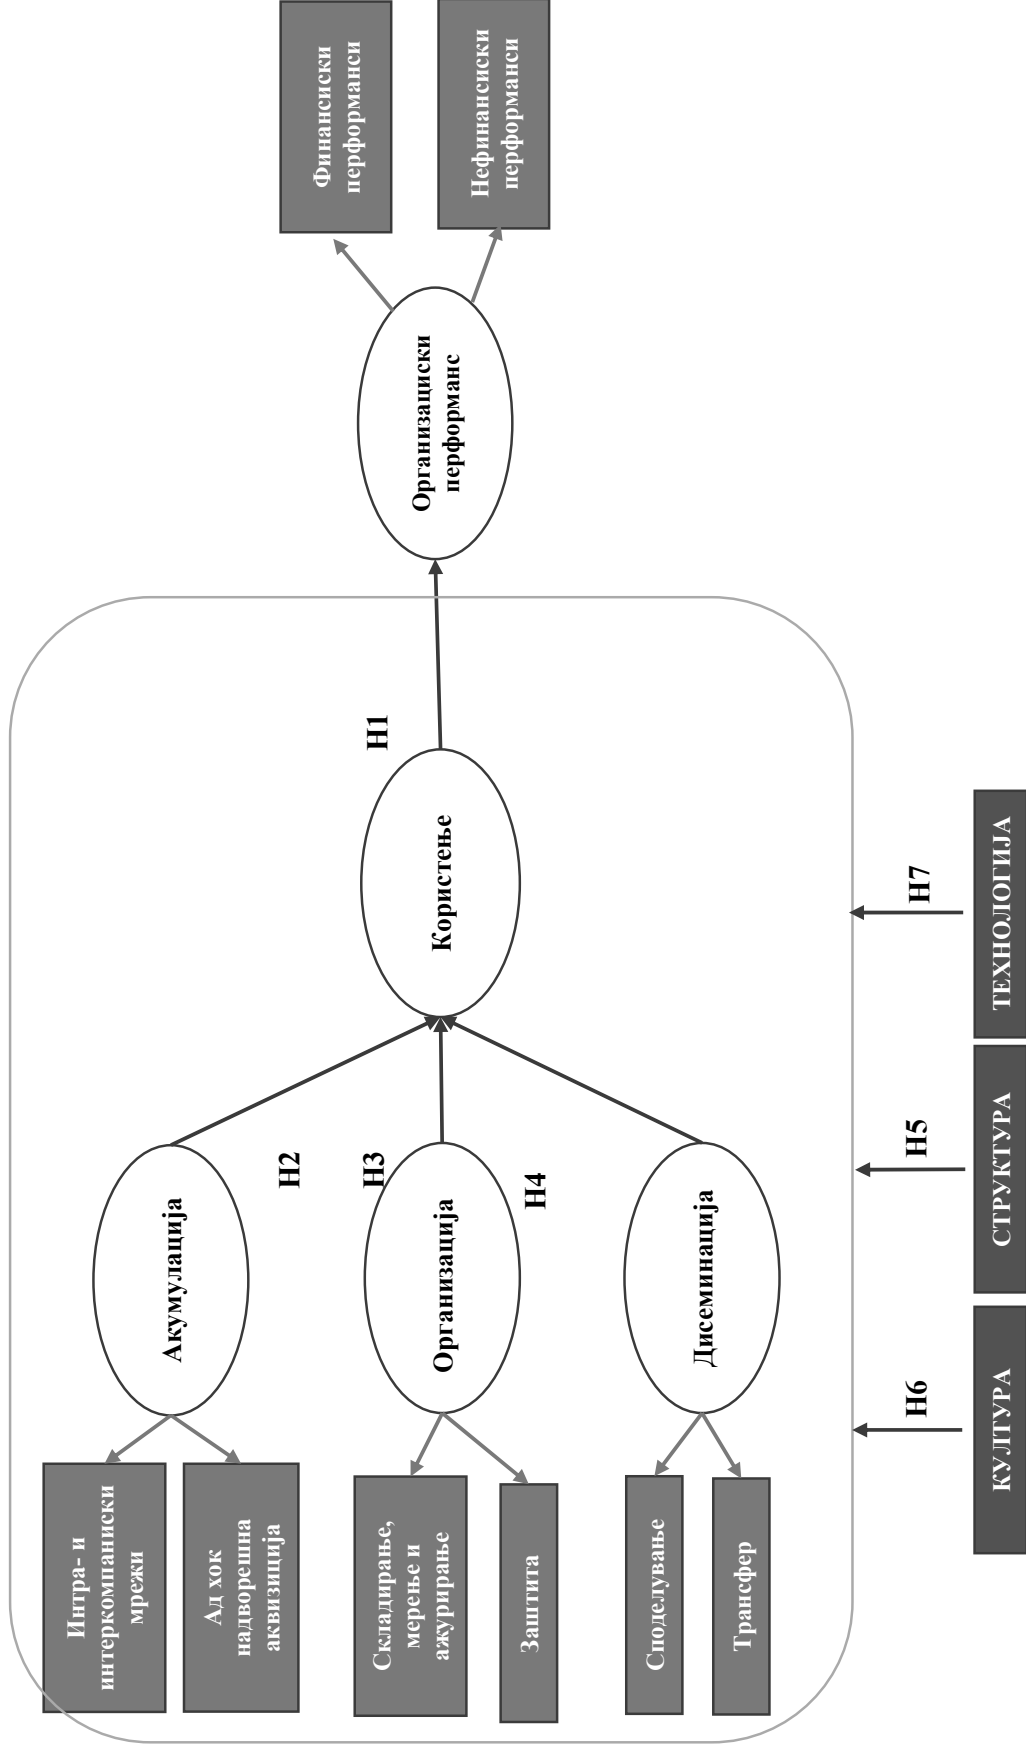 Интра- и
интеркомпаниски
мрежи
Ад хок
надворешна
аквизиција
Складирање,
мерење и
ажурирање
Заштита
Споделување
Трансфер
Акумулација
Организација
Дисеминација
H2
H3
H4
Користење
H1
Организациски
перформанс
Финансиски
перформанси
Нефинансиски
перформанси
H6
H5
H7
КУЛТУРА
СТРУКТУРА
ТЕХНОЛОГИЈА